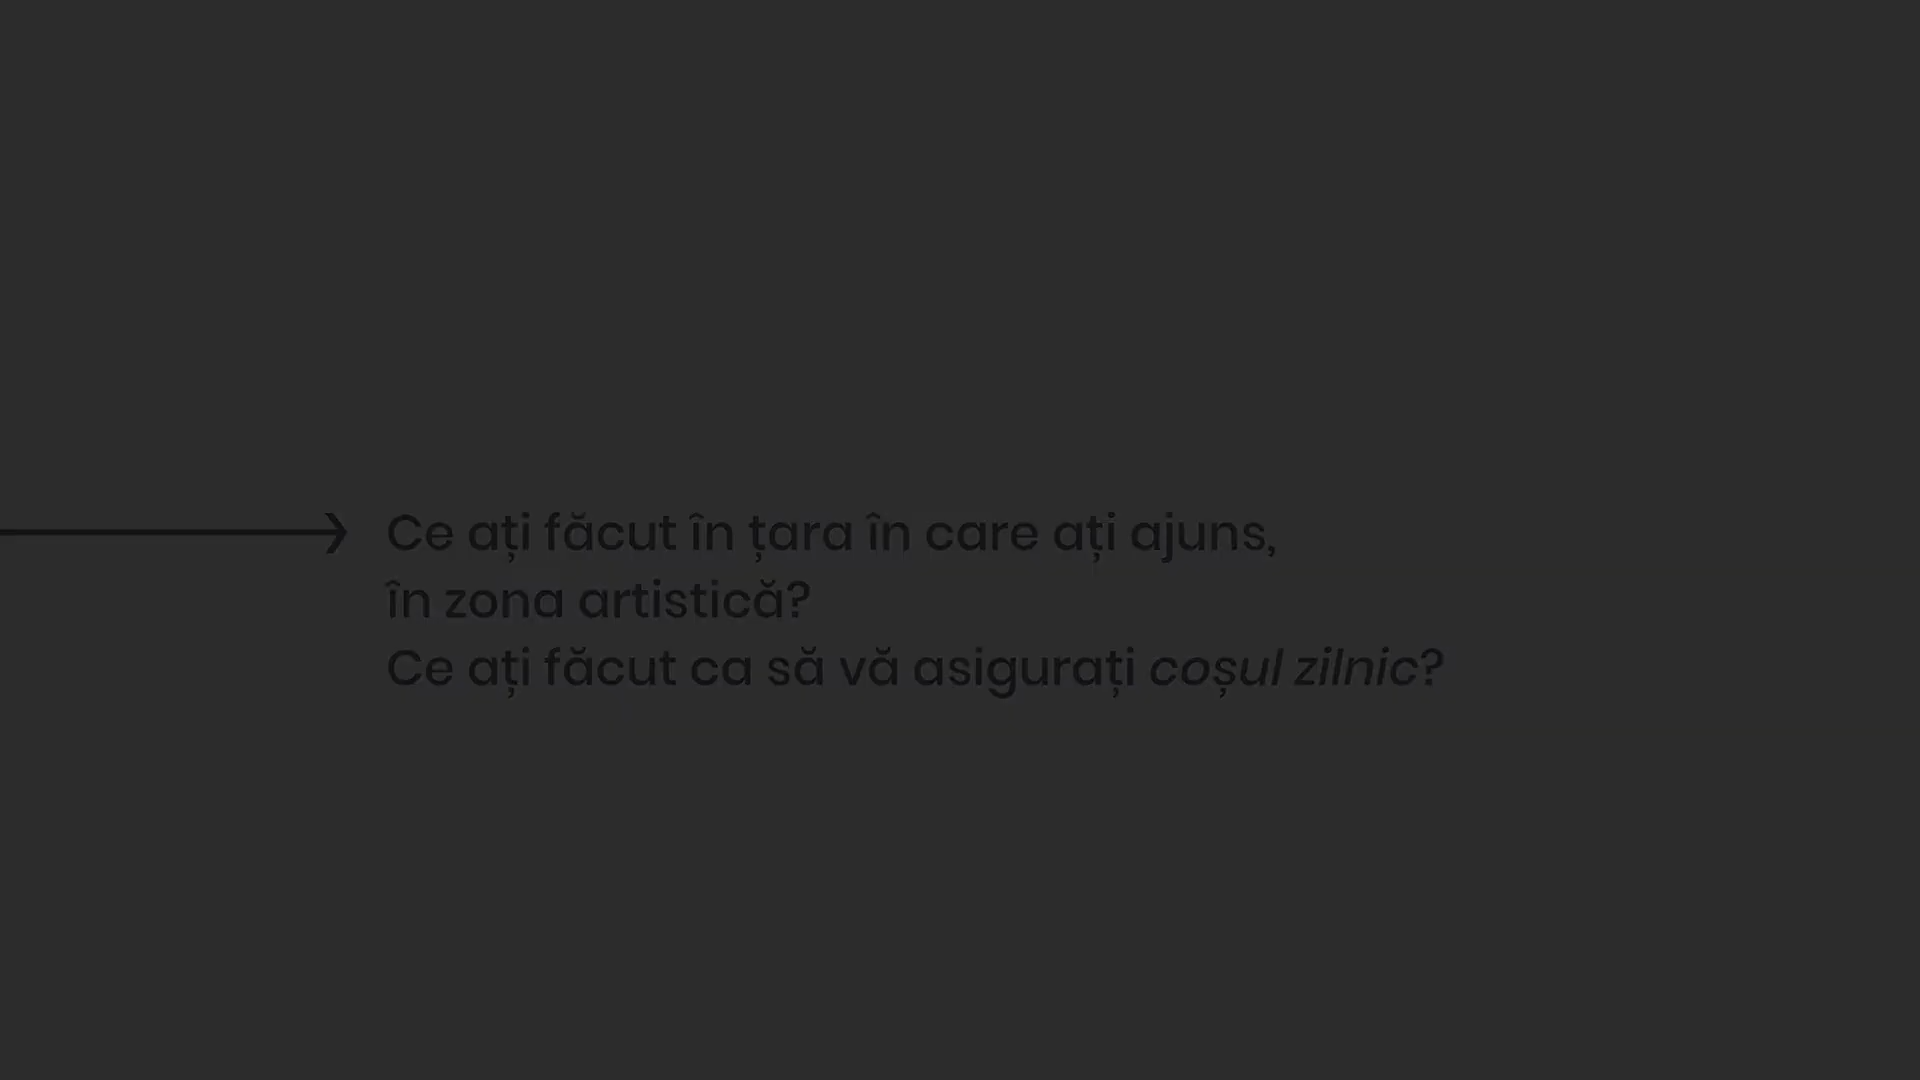 Ce ați făcut în țara în care ați ajuns,
în zona artistică?
Ce ați făcut ca să vă asigurați coșul zilnic?